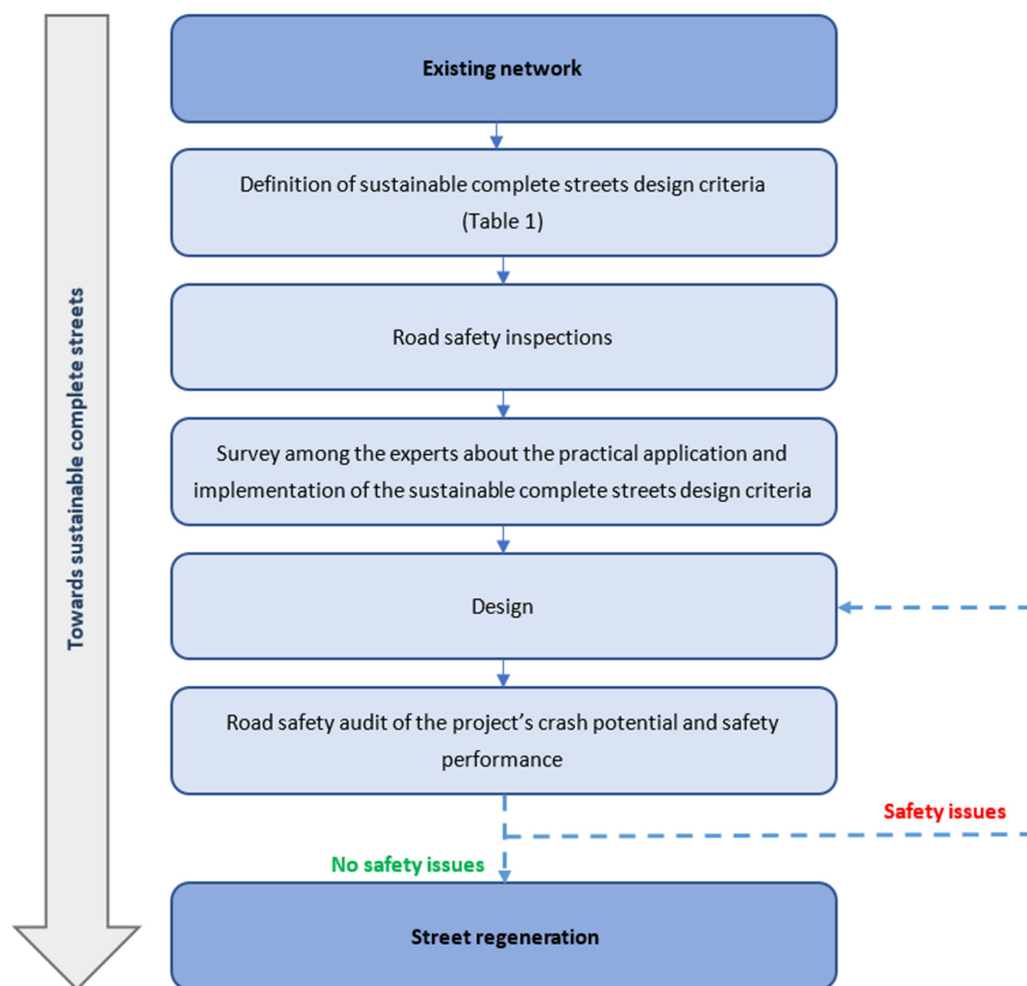 Existing network
Definition of sustainable complete streets design criteria
(Table 1)
Road safety inspections
Survey among the experts about the practical application and
implementation of the sustainable complete streets design criteria
Design
Road safety audit of the project’s crash potential and safety
performance
Safety issues
No safety issues
Street regeneration
Towards sustainable complete streets